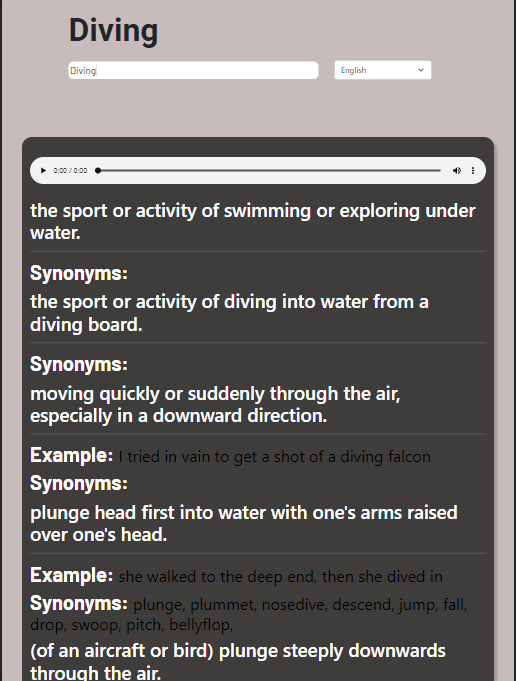 Diving
Diving
English
0:00 / 0:00
the sport or activity of swimming or exploring under
water.
Synonyms:
the sport or activity of diving into water from a
diving board.
Synonyms:
moving quickly or suddenly through the air,
especially in a downward direction.
Example: I tried in vain to get a shot of a diving falcon
Synonyms:
plunge head first into water with one's arms raised
over one's head.
Example: she walked to the deep end, then she dived in
Synonyms: plunge, plummet, nosedive, descend, jump, fall,
drop, swoop, pitch, bellyflop,
(of an aircraft or bird) plunge steeply downwards
through the air.